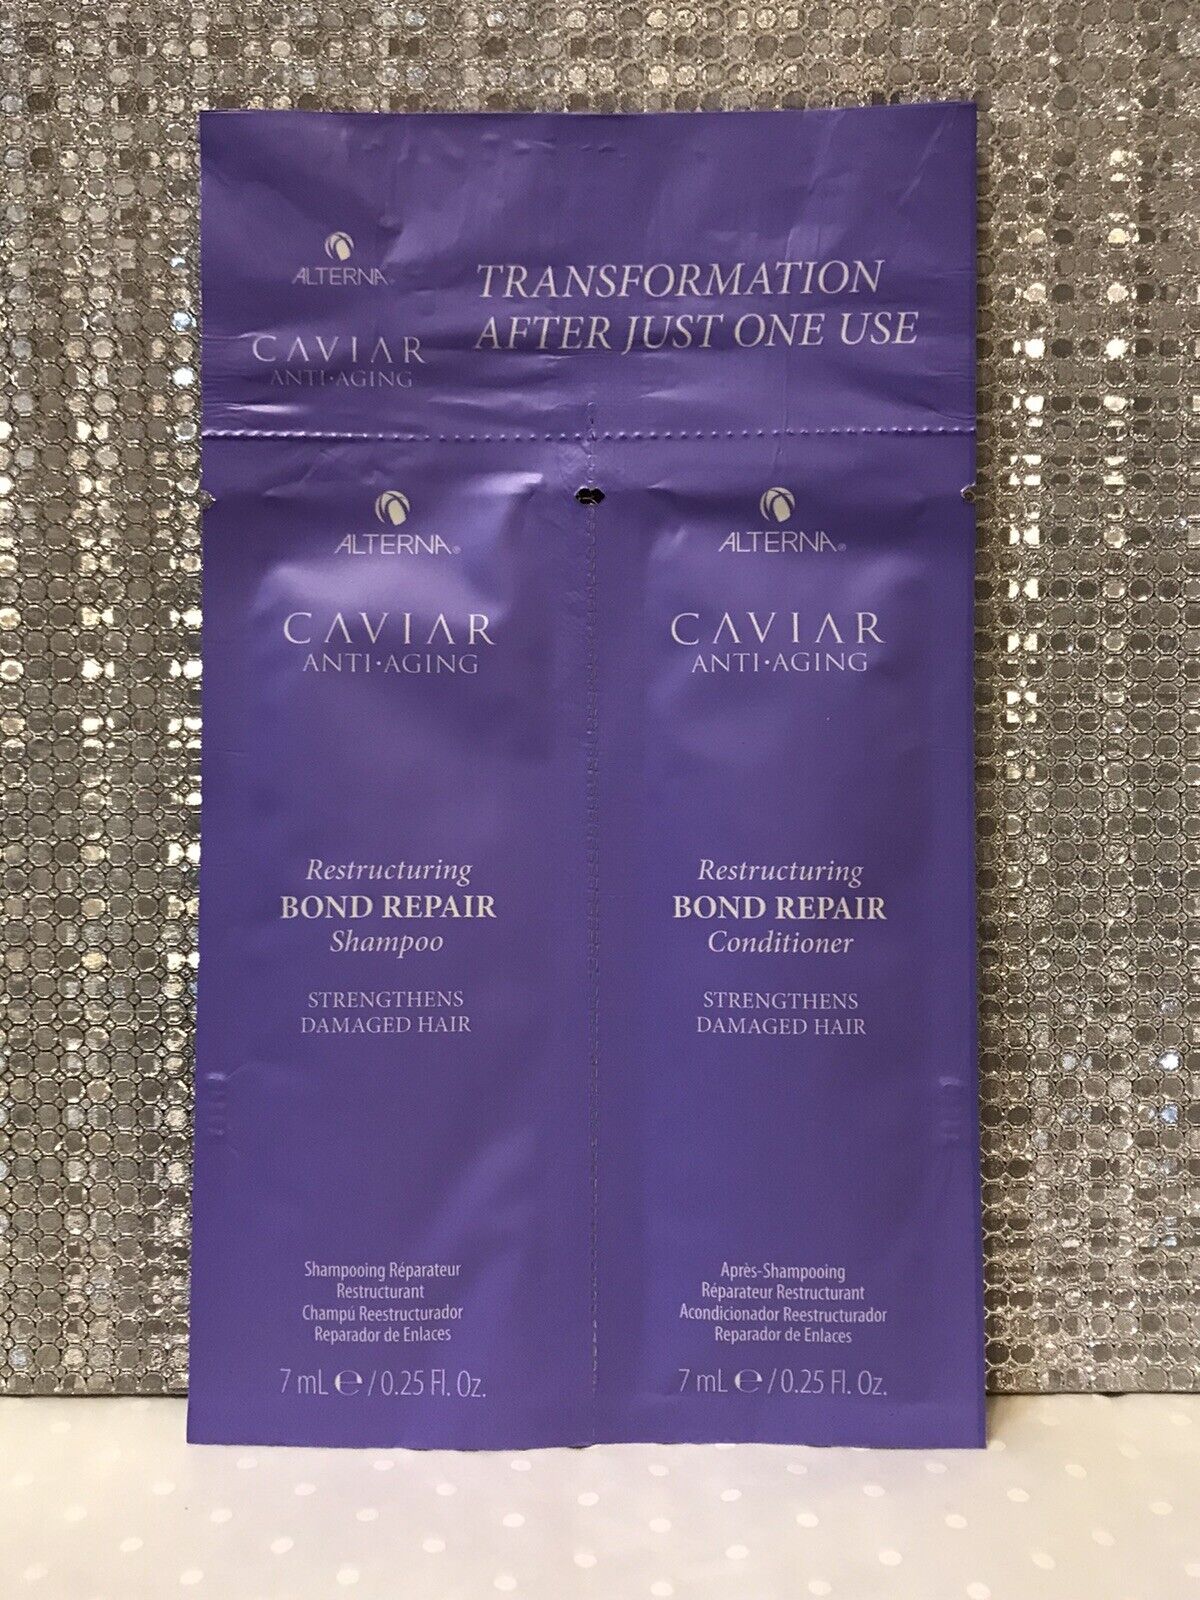 ALTERNA®
CAVIAR
ANTI·AGING
TRANSFORMATION
AFTER JUST ONE USE
ALTERNA®
CAVIAR
ANTI·AGING
Restructuring
BOND REPAIR
Shampoo
STRENGTHENS
DAMAGED HAIR
Shampooing Réparateur
Restructurant
Champú Reestructurador
Reparador de Enlaces
7 mL ℮ / 0.25 Fl. Oz.
ALTERNA®
CAVIAR
ANTI·AGING
Restructuring
BOND REPAIR
Conditioner
STRENGTHENS
DAMAGED HAIR
Après-Shampooing
Réparateur Restructurant
Acondicionador Reestructurador
Reparador de Enlaces
7 mL ℮ / 0.25 Fl. Oz.